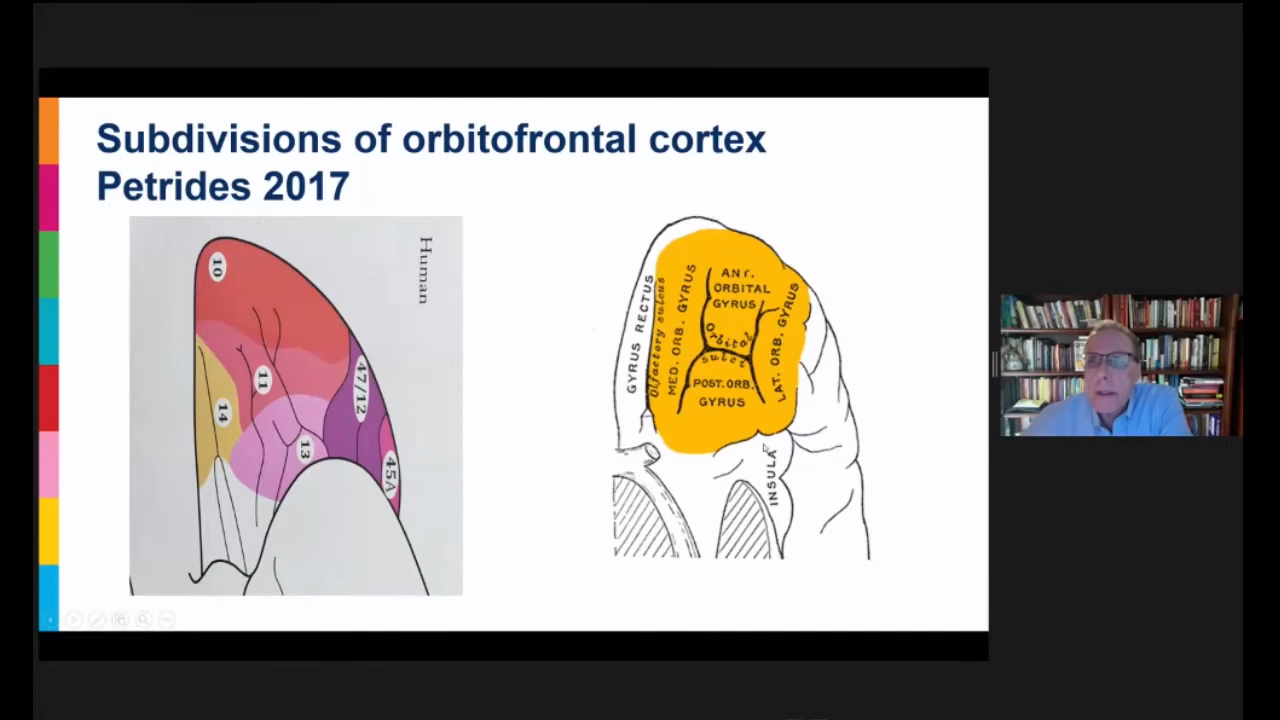 Subdivisions of orbitofrontal cortex
Petrides 2017
Human
10
11
47/12
14
13
45A
GYRUS RECTUS
Olfactory sulcus
MED. ORB. GYRUS
ANT.
ORBITAL
GYRUS
Orbital
sulci
LAT. ORB. GYRUS
POST. ORB.
GYRUS
INSULA